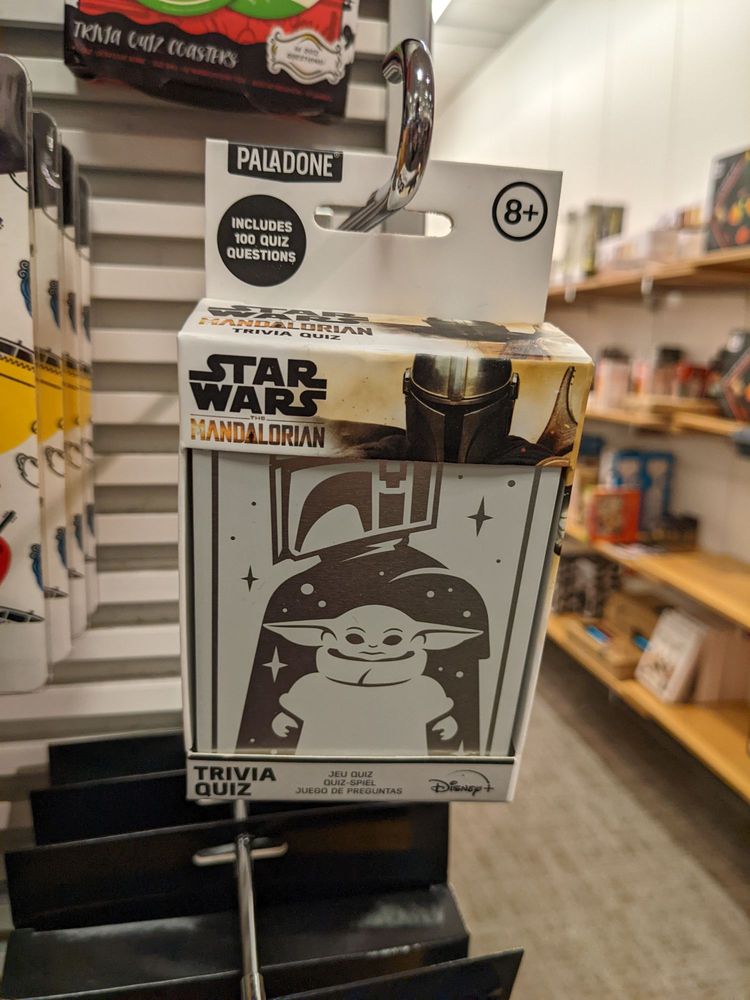 TRIVIA QUIZ COASTERS
PALADONE
8+
INCLUDES
100 QUIZ
QUESTIONS
STAR
WARS
MANDALORIAN
TRIVIA QUIZ
STAR
WARS
THE
MANDALORIAN
TRIVIA
QUIZ
JEU QUIZ
QUIZ-SPIEL
JUEGO DE PREGUNTAS
Disney+